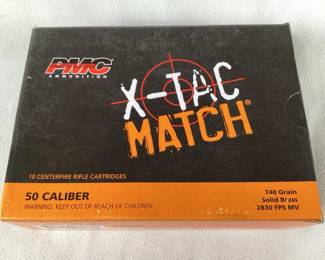 PMC
AMMUNITION
X-TAC
MATCH®
10 CENTERFIRE RIFLE CARTRIDGES
50 CALIBER
WARNING: KEEP OUT OF REACH OF CHILDREN
740 Grain
Solid Brass
2830 FPS MV